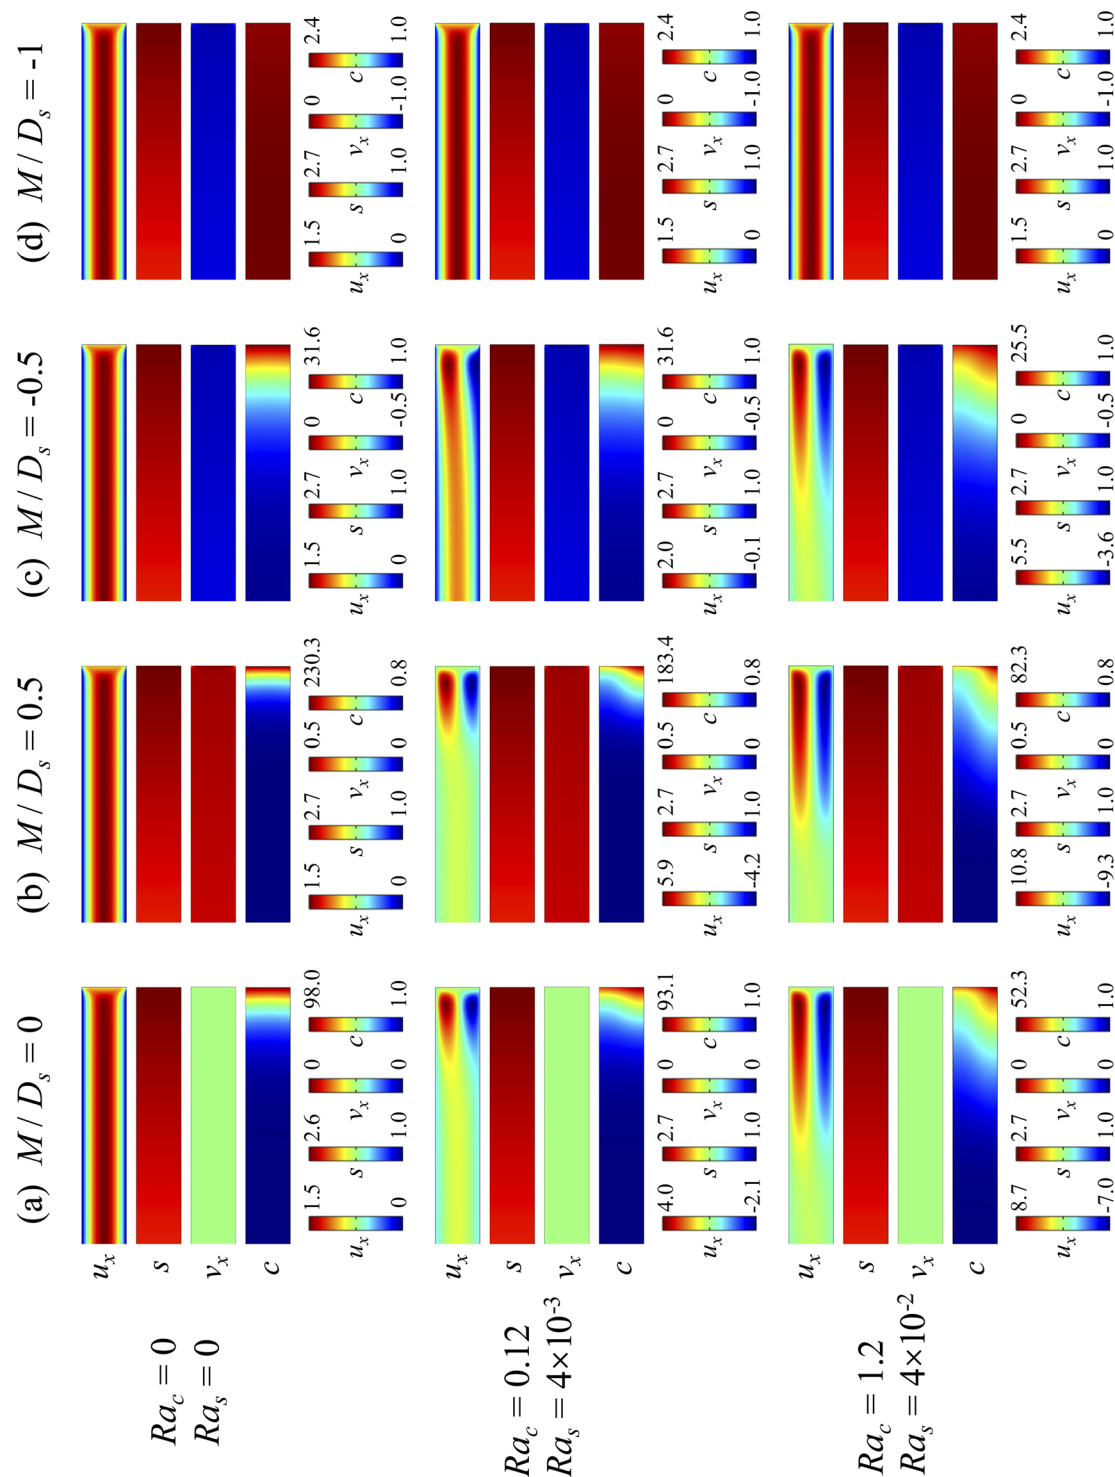 (a) M / D_s = 0 (b) M / D_s = 0.5 (c) M / D_s = -0.5 (d) M / D_s = -1
Ra_c = 0
Ra_s = 0
u_x
s
v_x
c
1.5 2.6 0 98.0 1.5 2.7 0.5 230.3 1.5 2.7 0 31.6 1.5 2.7 0 2.4
u_x s v_x c u_x s v_x c u_x s v_x c u_x s v_x c
0 1.0 0 1.0 0 1.0 0 0.8 0 1.0 -0.5 1.0 0 1.0 -1.0 1.0
Ra_c = 0.12
Ra_s = 4×10⁻³
u_x
s
v_x
c
4.0 2.7 0 93.1 5.9 2.7 0.5 183.4 2.0 2.7 0 31.6 1.5 2.7 0 2.4
u_x s v_x c u_x s v_x c u_x s v_x c u_x s v_x c
-2.1 1.0 0 1.0 -4.2 1.0 0 0.8 -0.1 1.0 -0.5 1.0 0 1.0 -1.0 1.0
Ra_c = 1.2
Ra_s = 4×10⁻²
u_x
s
v_x
c
8.7 2.7 0 52.3 10.8 2.7 0.5 82.3 5.5 2.7 0 25.5 1.5 2.7 0 2.4
u_x s v_x c u_x s v_x c u_x s v_x c u_x s v_x c
-7.0 1.0 0 1.0 -9.3 1.0 0 0.8 -3.6 1.0 -0.5 1.0 0 1.0 -1.0 1.0